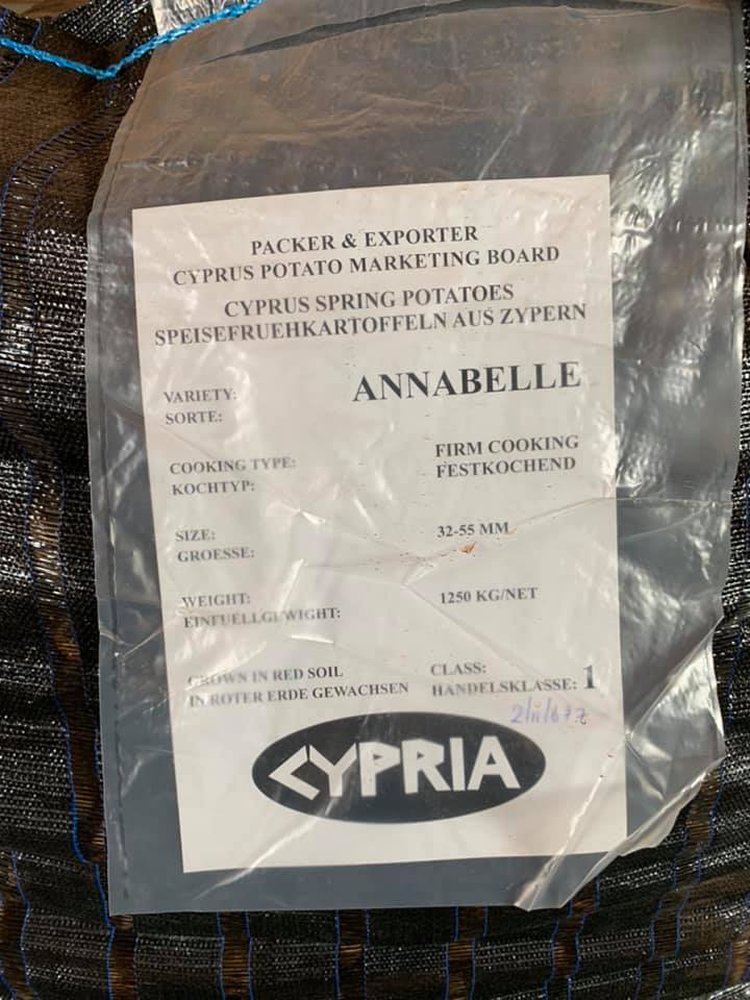 PACKER & EXPORTER
CYPRUS POTATO MARKETING BOARD
CYPRUS SPRING POTATOES
SPEISEFRUEHKARTOFFELN AUS ZYPERN
VARIETY: ANNABELLE
SORTE:
COOKING TYPE: FIRM COOKING
KOCHTYP: FESTKOCHEND
SIZE: 32-55 MM
GROESSE:
WEIGHT: 1250 KG/NET
EINFUELLGEWIGHT:
GROWN IN RED SOIL CLASS:
IN ROTER ERDE GEWACHSEN HANDELSKLASSE: 1
CYPRIA